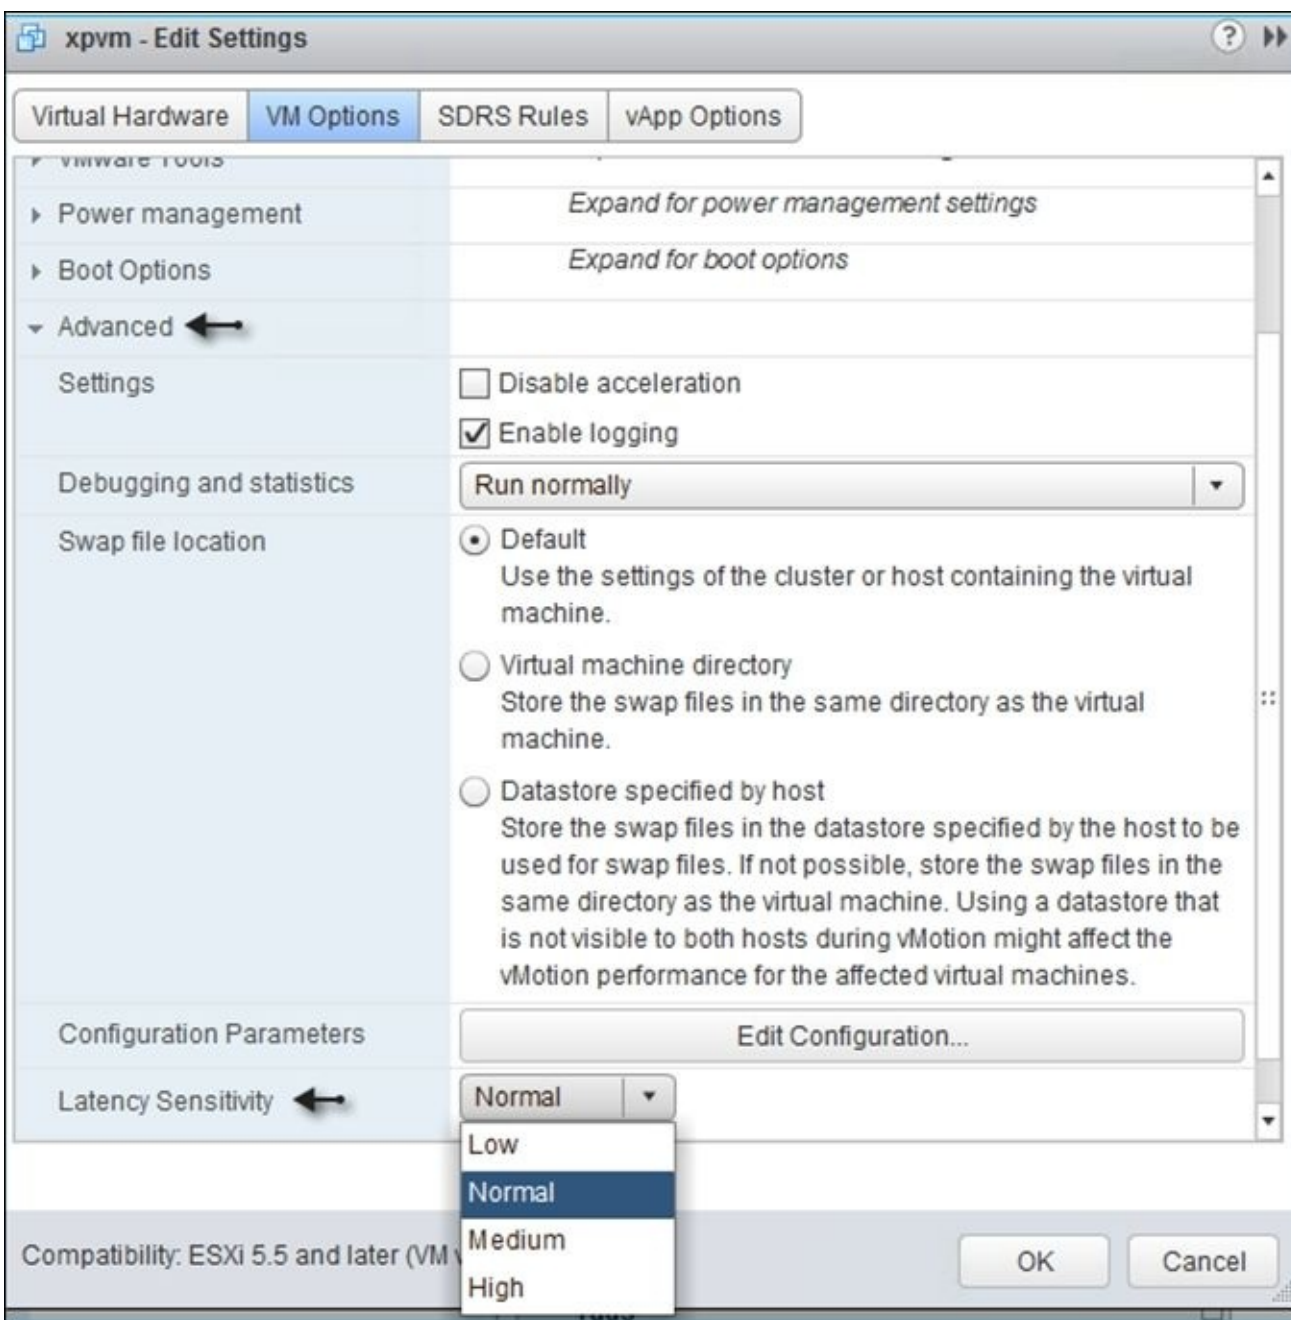 xpvm - Edit Settings
?
Virtual Hardware
VM Options
SDRS Rules
vApp Options
VMware Tools
Power management
Expand for power management settings
Boot Options
Expand for boot options
Advanced
Settings
Disable acceleration
Enable logging
Debugging and statistics
Run normally
Swap file location
Default
Use the settings of the cluster or host containing the virtual
machine.
Virtual machine directory
Store the swap files in the same directory as the virtual
machine.
Datastore specified by host
Store the swap files in the datastore specified by the host to be
used for swap files. If not possible, store the swap files in the
same directory as the virtual machine. Using a datastore that
is not visible to both hosts during vMotion might affect the
vMotion performance for the affected virtual machines.
Configuration Parameters
Edit Configuration...
Latency Sensitivity
Normal
Low
Normal
Medium
High
Compatibility: ESXi 5.5 and later (VM
OK
Cancel